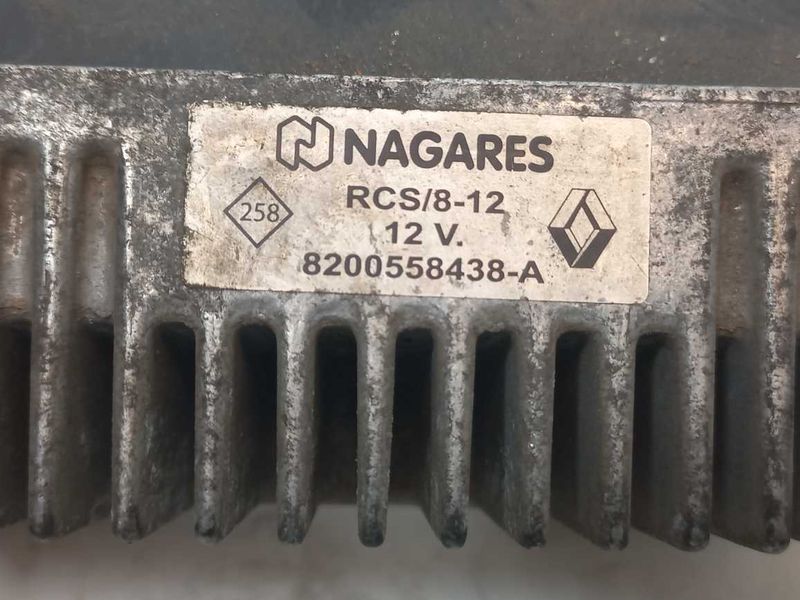 NAGARES
RCS/8-12
258
12 V.
8200558438-A